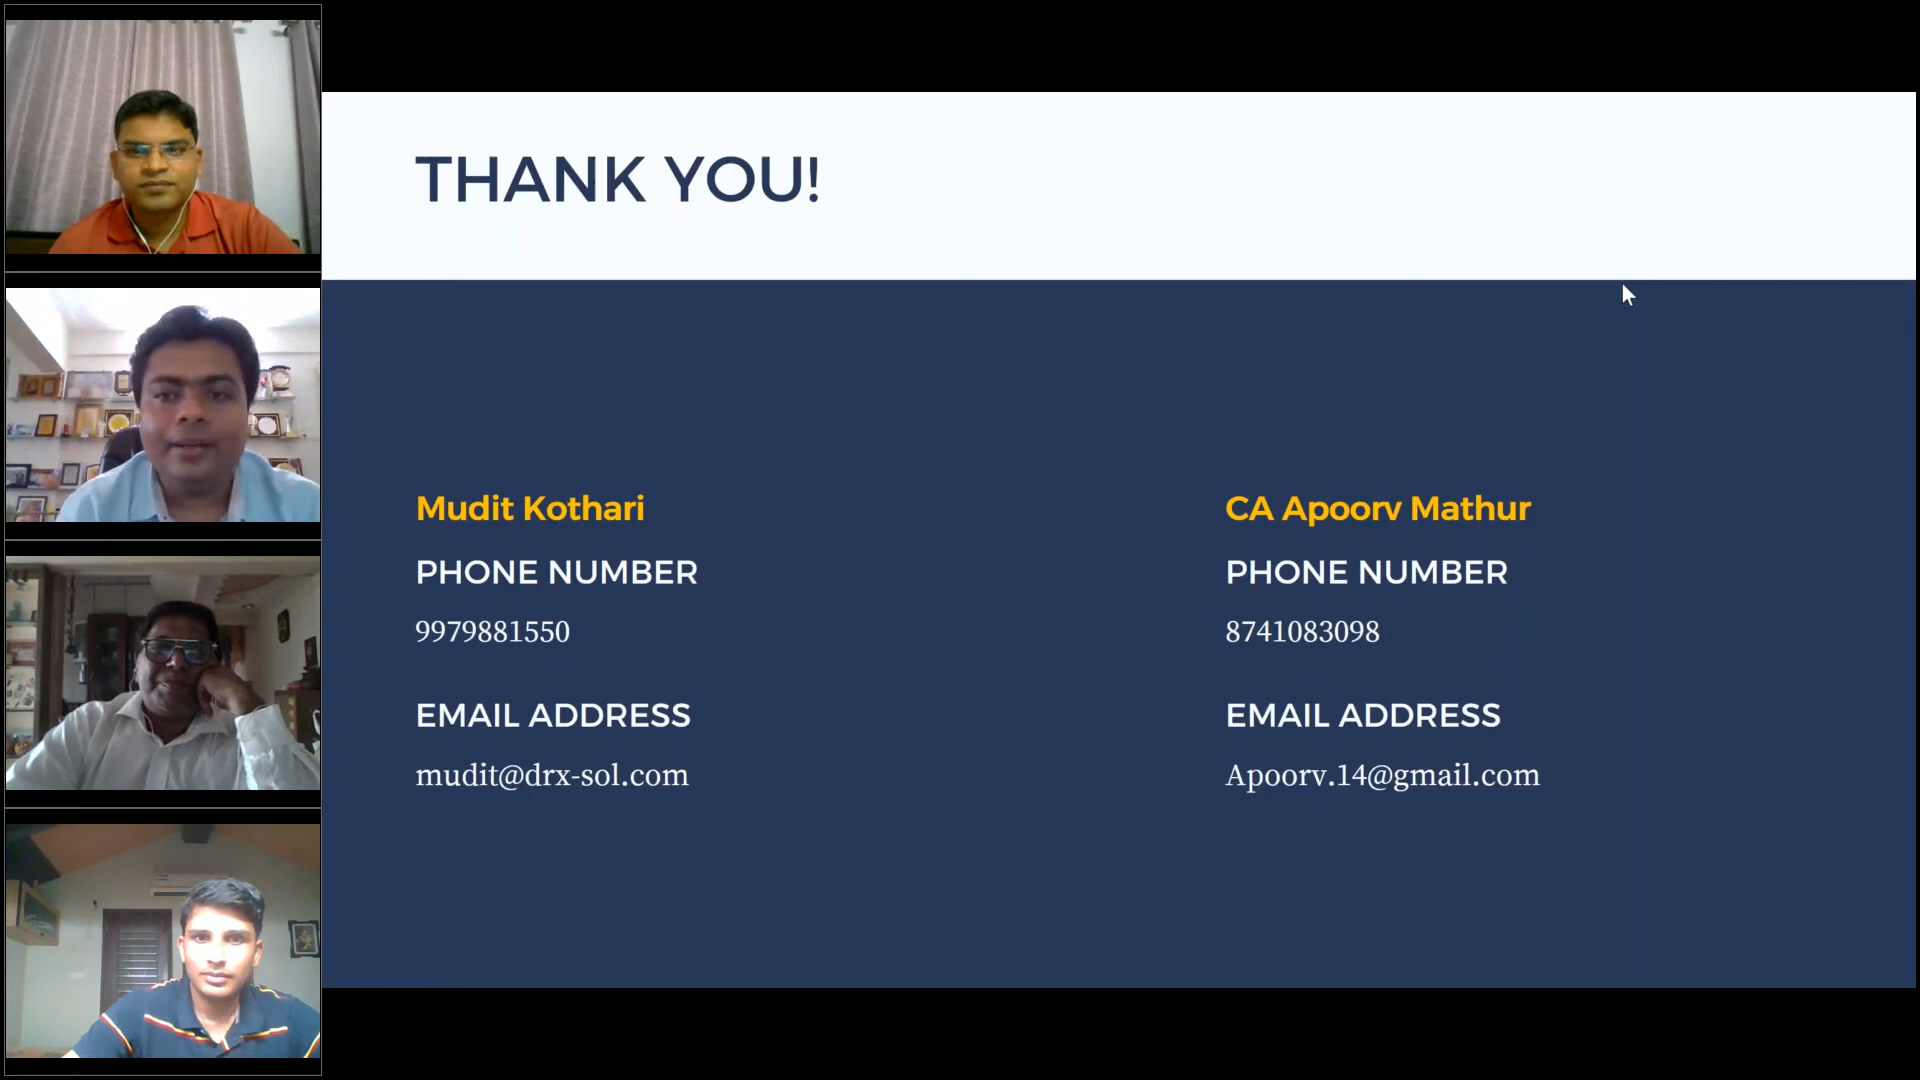 THANK YOU!
Mudit Kothari
PHONE NUMBER
9979881550
EMAIL ADDRESS
mudit@drx-sol.com
CA Apoorv Mathur
PHONE NUMBER
8741083098
EMAIL ADDRESS
Apoorv.14@gmail.com